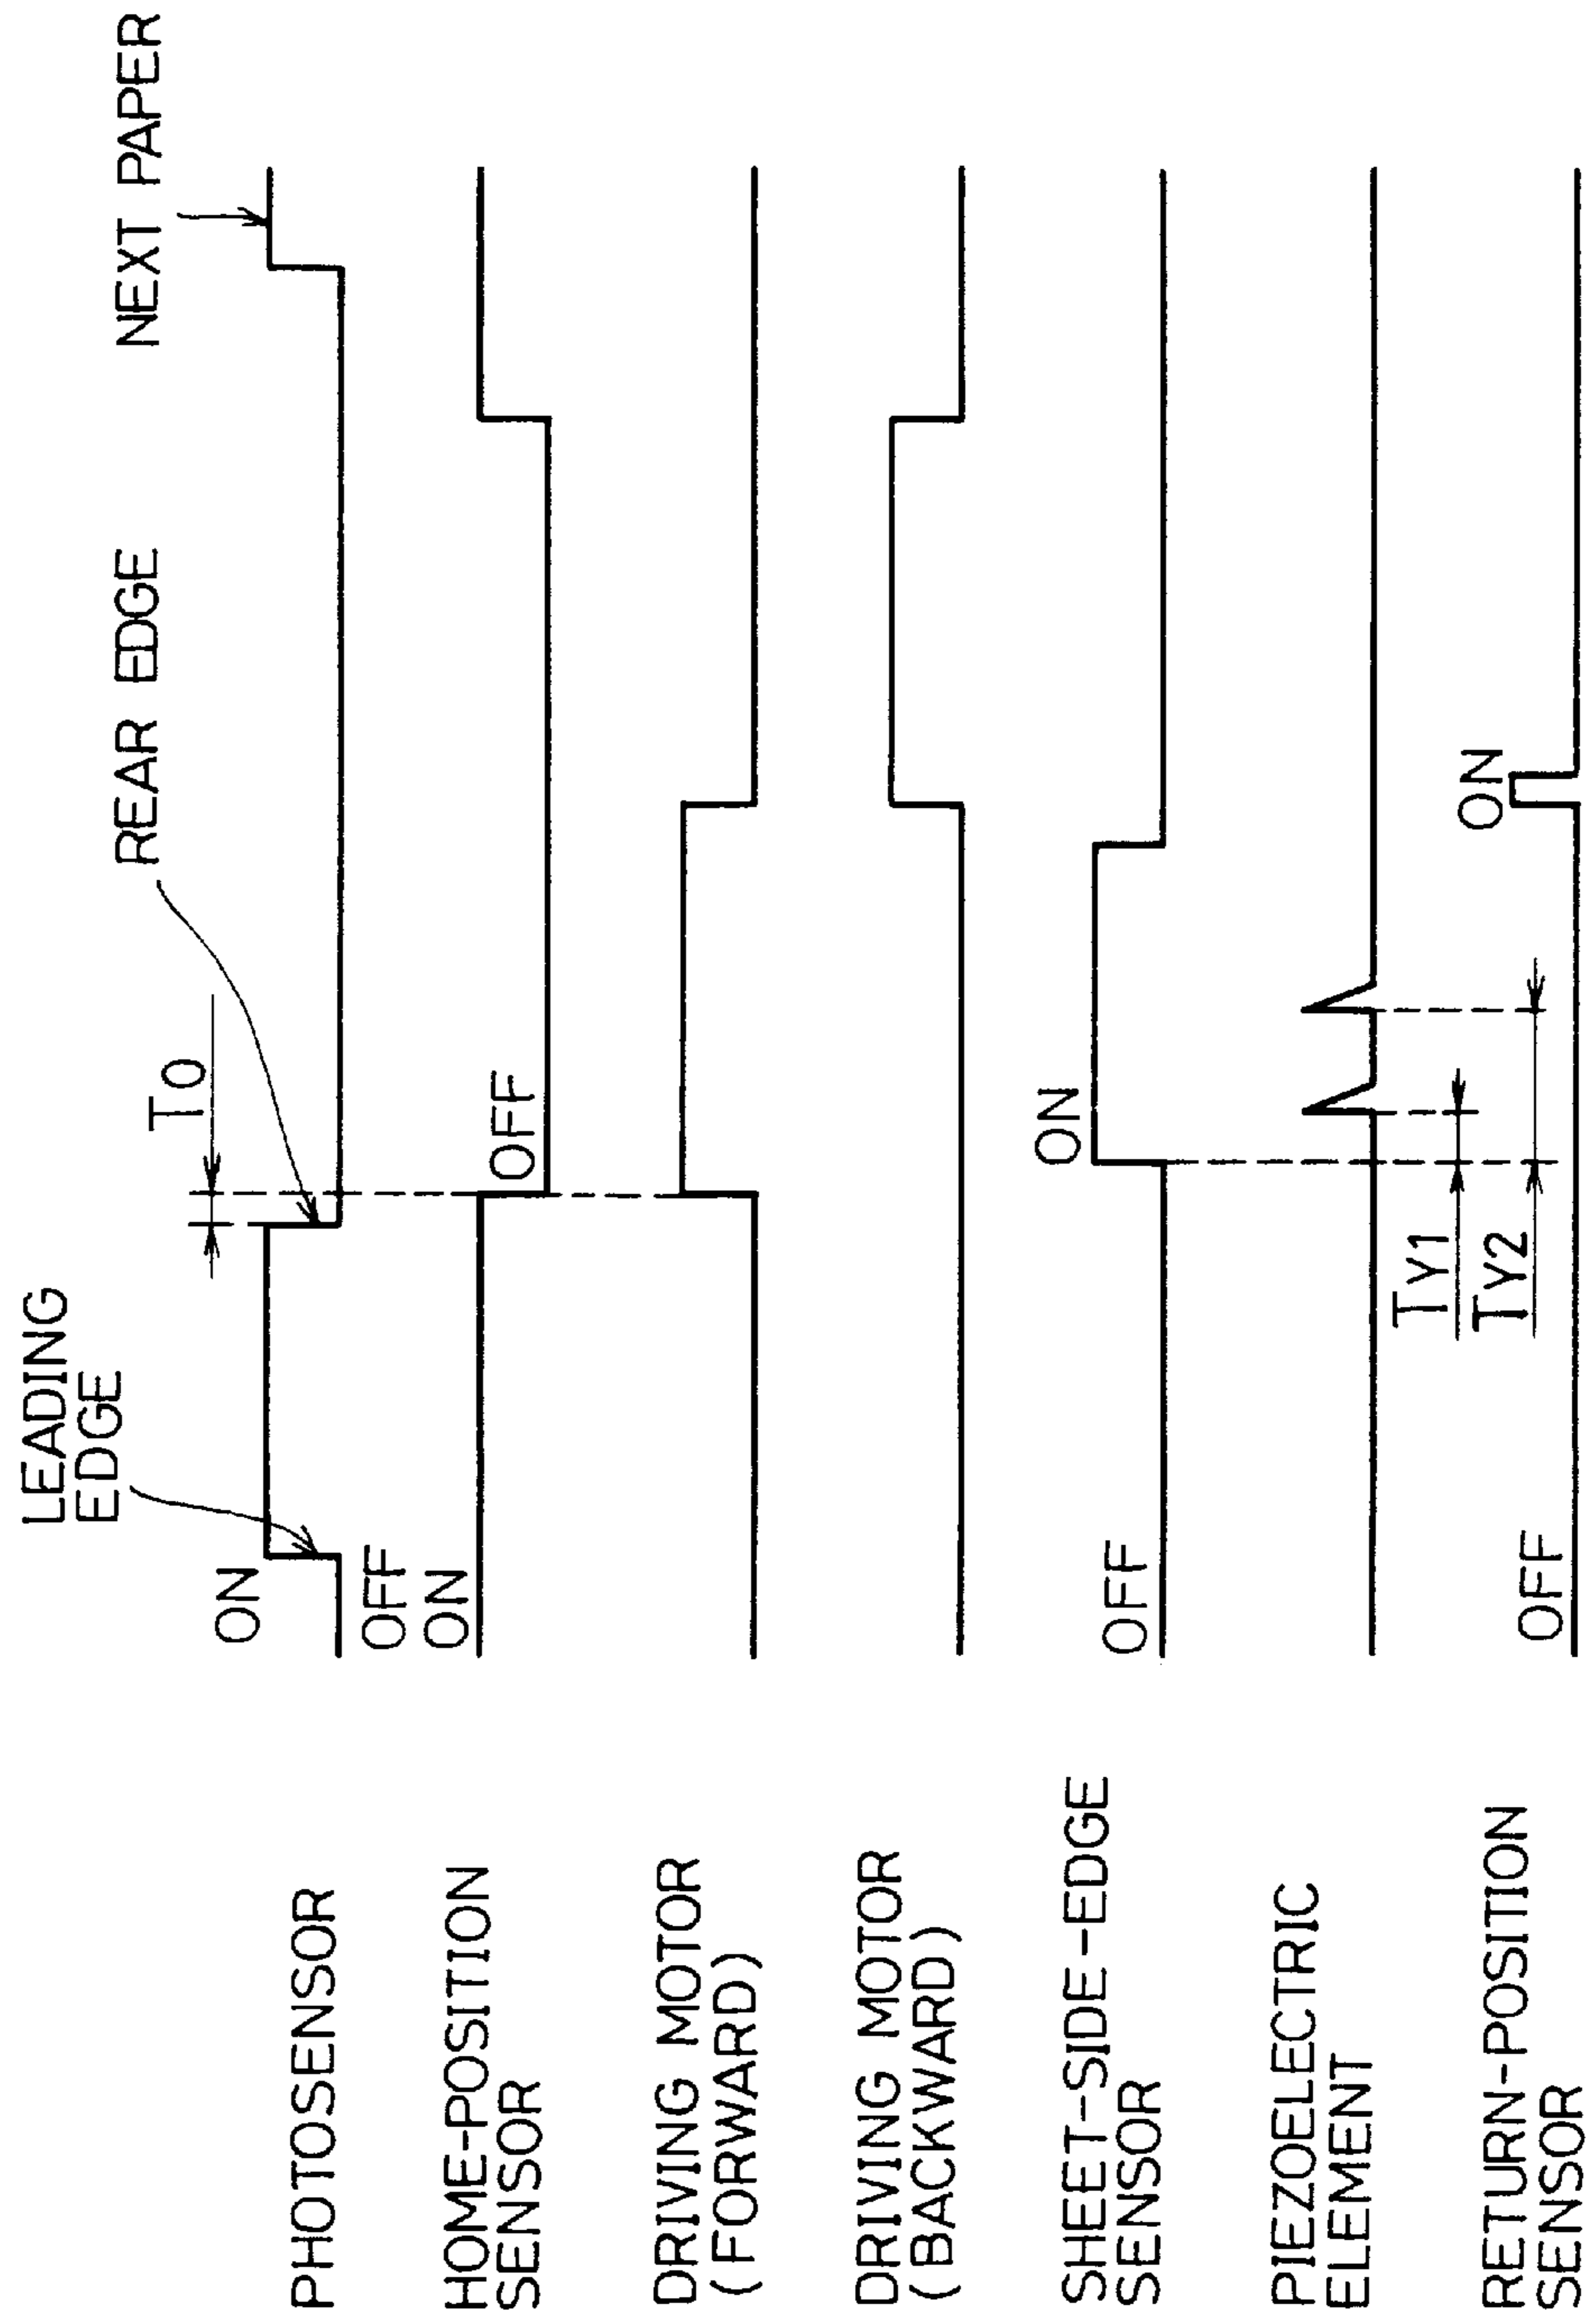 LEADING
EDGE
REAR EDGE
NEXT PAPER
TO
PHOTOSENSOR
ON
OFF
HOME-POSITION
SENSOR
ON
OFF
DRIVING MOTOR
(FORWARD)
DRIVING MOTOR
(BACKWARD)
SHEET-SIDE-EDGE
SENSOR
OFF
ON
PIEZOELECTRIC
ELEMENT
TY1
TY2
RETURN-POSITION
SENSOR
OFF
ON